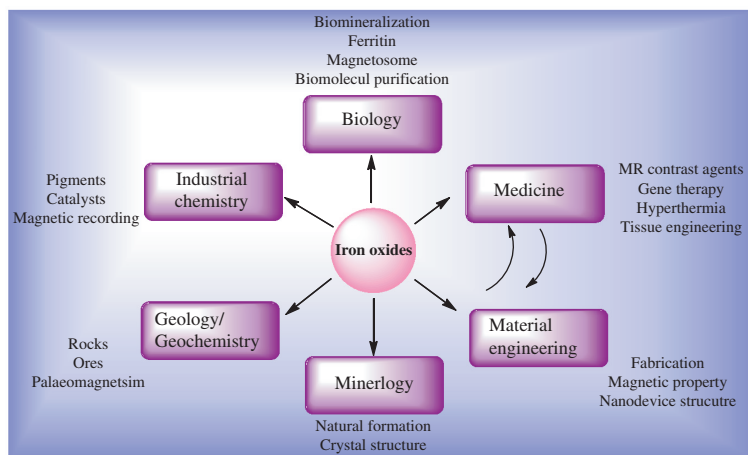 Biomineralization
Ferritin
Magnetosome
Biomolecul purification
Biology
Pigments
Catalysts
Magnetic recording
Industrial
chemistry
Medicine
MR contrast agents
Gene therapy
Hyperthermia
Tissue engineering
Iron oxides
Rocks
Ores
Palaeomagnetsim
Geology/
Geochemistry
Minerlogy
Natural formation
Crystal structure
Material
engineering
Fabrication
Magnetic property
Nanodevice strucutre